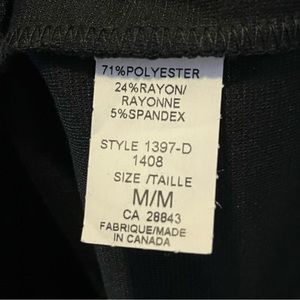 71%POLYESTER
24%RAYON/
RAYONNE
5%SPANDEX
STYLE 1397-D
1408
SIZE /TAILLE
M/M
CA 28843
FABRIQUE/MADE
IN CANADA